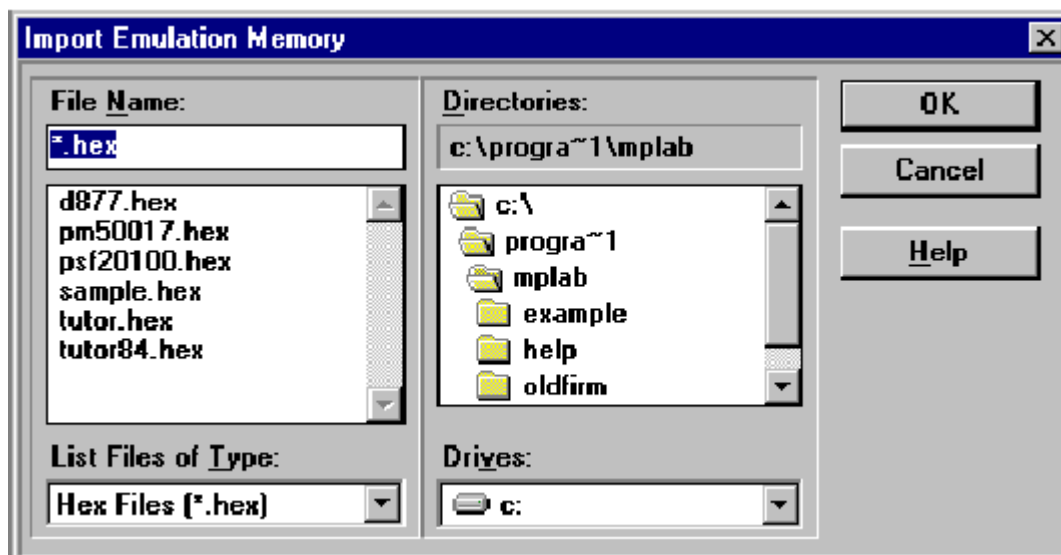 Import Emulation Memory
File Name:
*.hex
d877.hex
pm50017.hex
psf20100.hex
sample.hex
tutor.hex
tutor84.hex
List Files of Type:
Hex Files (*.hex)
Directories:
c:\progra~1\mplab
c:\
progra~1
mplab
example
help
oldfirm
Drives:
c:
OK
Cancel
Help